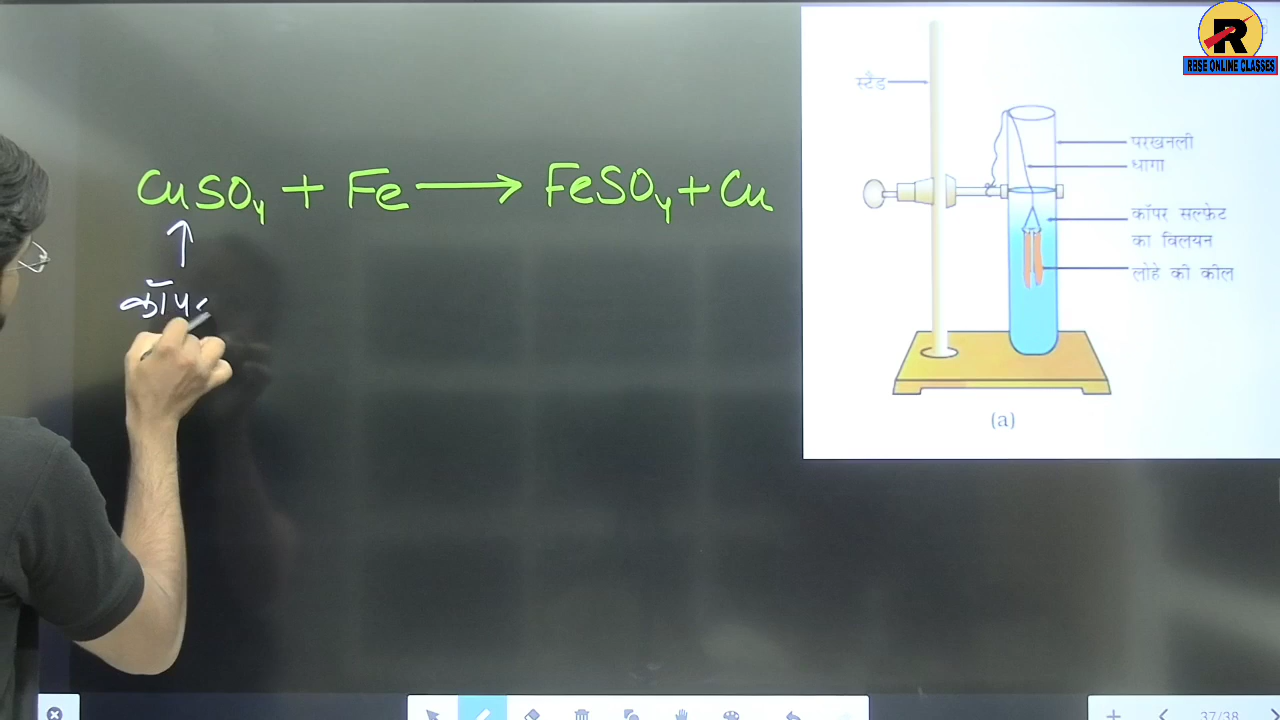 R
RBSE ONLINE CLASSES
CuSO₄ + Fe → FeSO₄ + Cu
↑
कॉप
स्टैंड
परखनली
धागा
कॉपर सल्फ़ेट
का विलयन
लोहे की कील
(a)
37/38